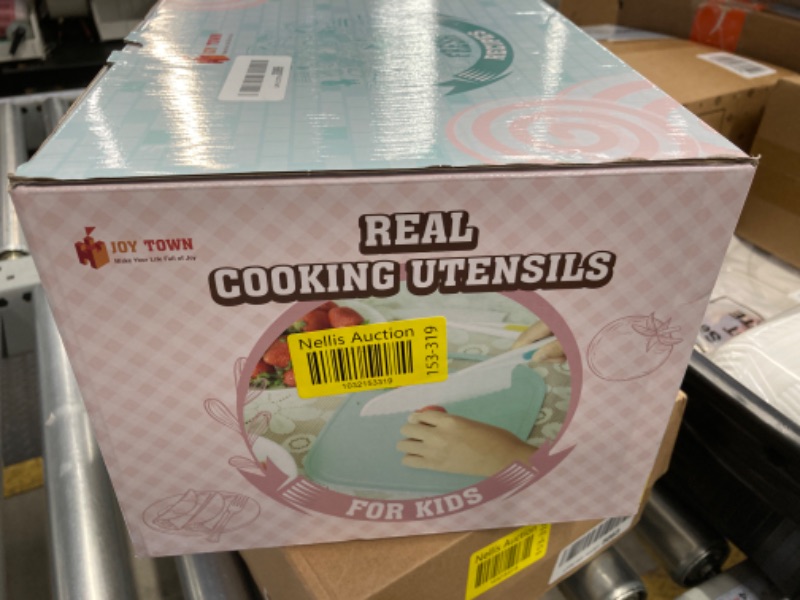 JOY TOWN
Make Your Life Full of Joy
REAL
COOKING UTENSILS
Nellis Auction
153-319
1032153319
FOR KIDS
Nellis Auction